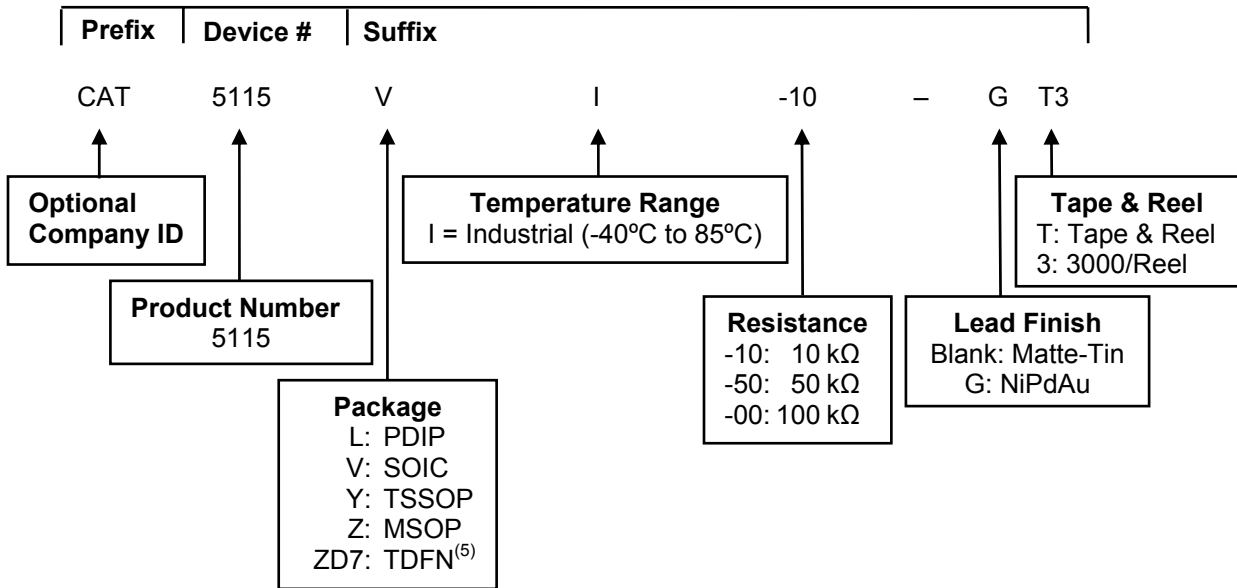 Prefix Device # Suffix
CAT 5115 V I -10 – G T3
Optional
Company ID
Product Number
5115
Package
L: PDIP
V: SOIC
Y: TSSOP
Z: MSOP
ZD7: TDFN(5)
Temperature Range
I = Industrial (-40ºC to 85ºC)
Resistance
-10: 10 kΩ
-50: 50 kΩ
-00: 100 kΩ
Lead Finish
Blank: Matte-Tin
G: NiPdAu
Tape & Reel
T: Tape & Reel
3: 3000/Reel